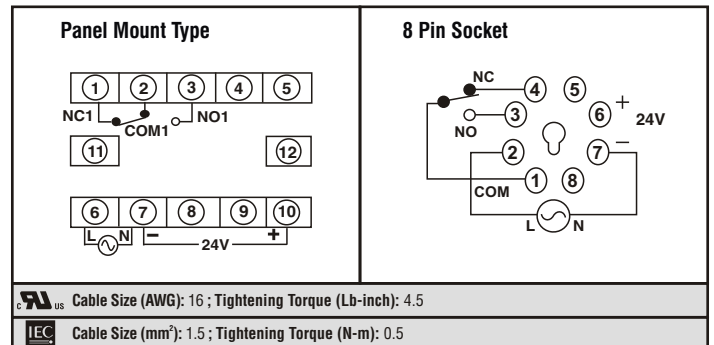 Panel Mount Type
1 2 3 4 5
NC1
COM1
NO1
11
12
6 7 8 9 10
L N − 24V +
8 Pin Socket
NC
4 5
NO
3
6 + 24V
2
7 −
COM
1 8
L N
c RU us Cable Size (AWG): 16 ; Tightening Torque (Lb-inch): 4.5
IEC Cable Size (mm²): 1.5 ; Tightening Torque (N-m): 0.5